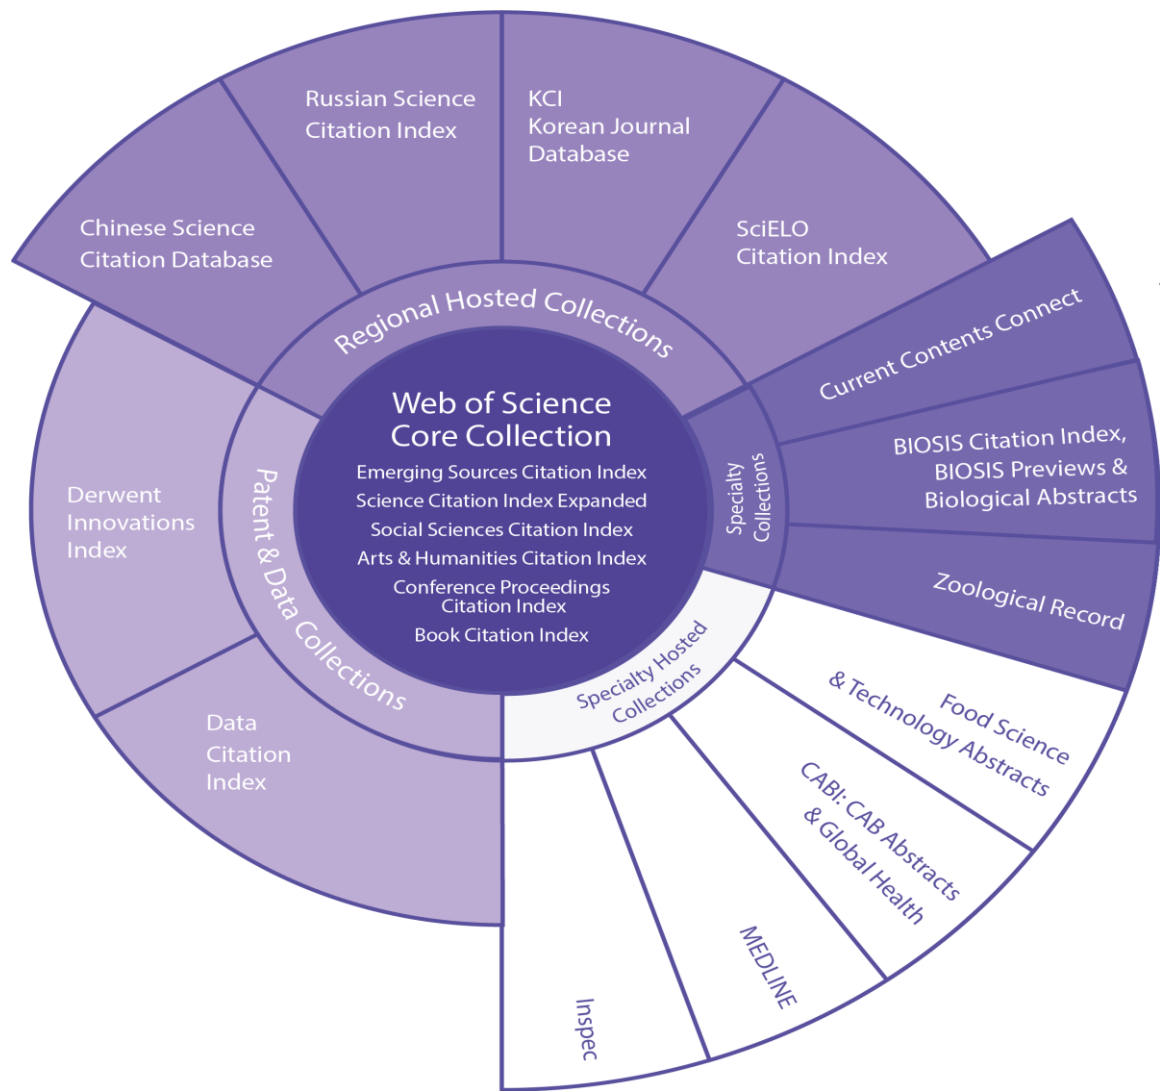 Russian Science
Citation Index
KCI
Korean Journal
Database
Chinese Science
Citation Database
SciELO
Citation Index
Regional Hosted Collections
Current Contents Connect
BIOSIS Citation Index,
BIOSIS Previews &
Biological Abstracts
Zoological Record
Specialty
Collections
Web of Science
Core Collection
Emerging Sources Citation Index
Science Citation Index Expanded
Social Sciences Citation Index
Arts & Humanities Citation Index
Conference Proceedings
Citation Index
Book Citation Index
Patent & Data Collections
Derwent
Innovations
Index
Data
Citation
Index
Specialty Hosted
Collections
Food Science
& Technology Abstracts
CABI: CAB Abstracts
& Global Health
MEDLINE
Inspec